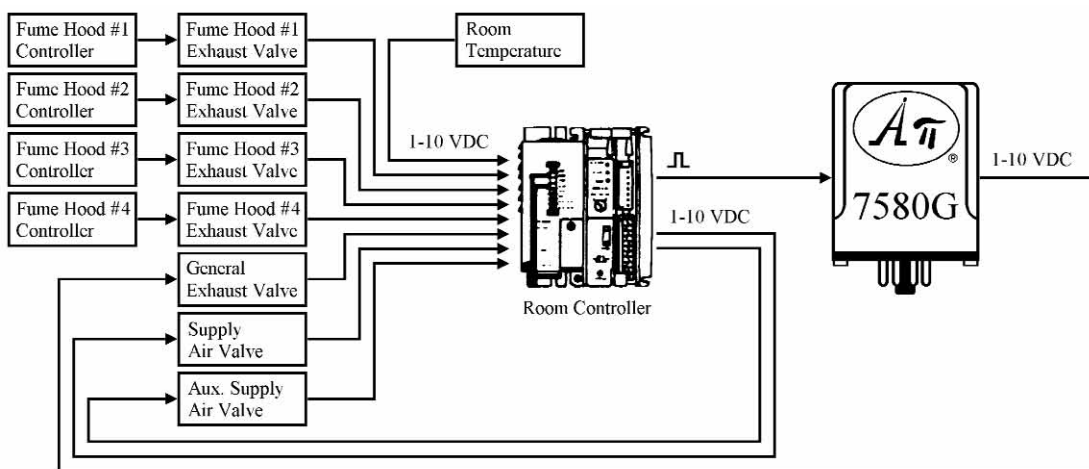 Fume Hood #1
Controller
Fume Hood #1
Exhaust Valve
Room
Temperature
Fume Hood #2
Controller
Fume Hood #2
Exhaust Valve
Fume Hood #3
Controller
Fume Hood #3
Exhaust Valve
Fume Hood #4
Controller
Fume Hood #4
Exhaust Valve
General
Exhaust Valve
Supply
Air Valve
Aux. Supply
Air Valve
1-10 VDC
Room Controller
1-10 VDC
Aπ
®
7580G
1-10 VDC